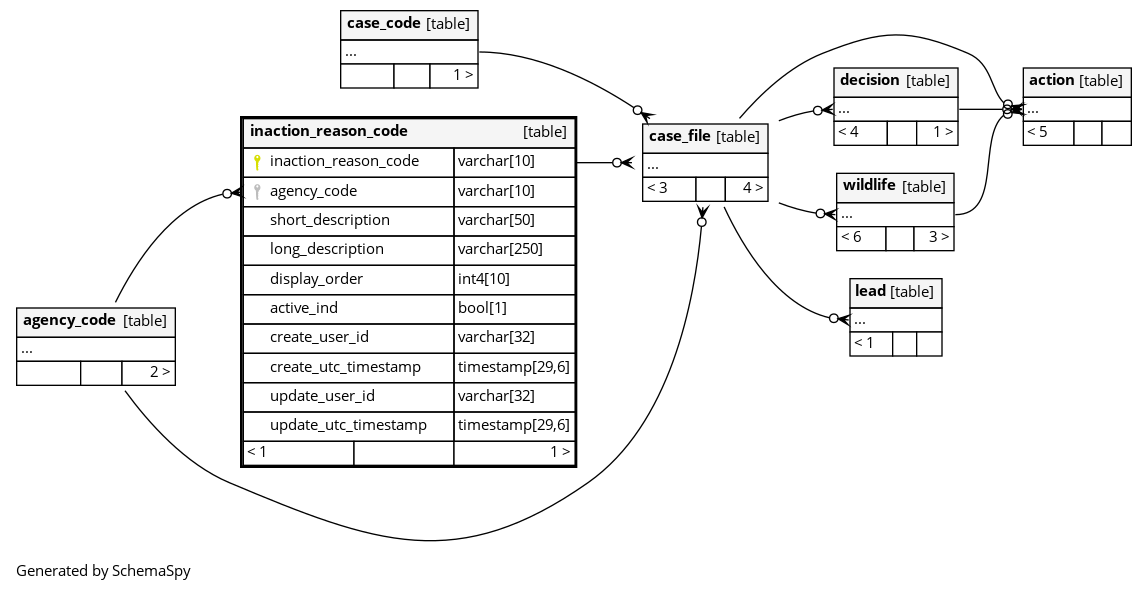 case_code [table]
...
1 >
inaction_reason_code [table]
inaction_reason_code varchar[10]
agency_code varchar[10]
short_description varchar[50]
long_description varchar[250]
display_order int4[10]
active_ind bool[1]
create_user_id varchar[32]
create_utc_timestamp timestamp[29,6]
update_user_id varchar[32]
update_utc_timestamp timestamp[29,6]
< 1 1 >
agency_code [table]
...
2 >
case_file [table]
...
< 3 4 >
decision [table]
...
< 4 1 >
action [table]
...
< 5
wildlife [table]
...
< 6 3 >
lead [table]
...
< 1
Generated by SchemaSpy